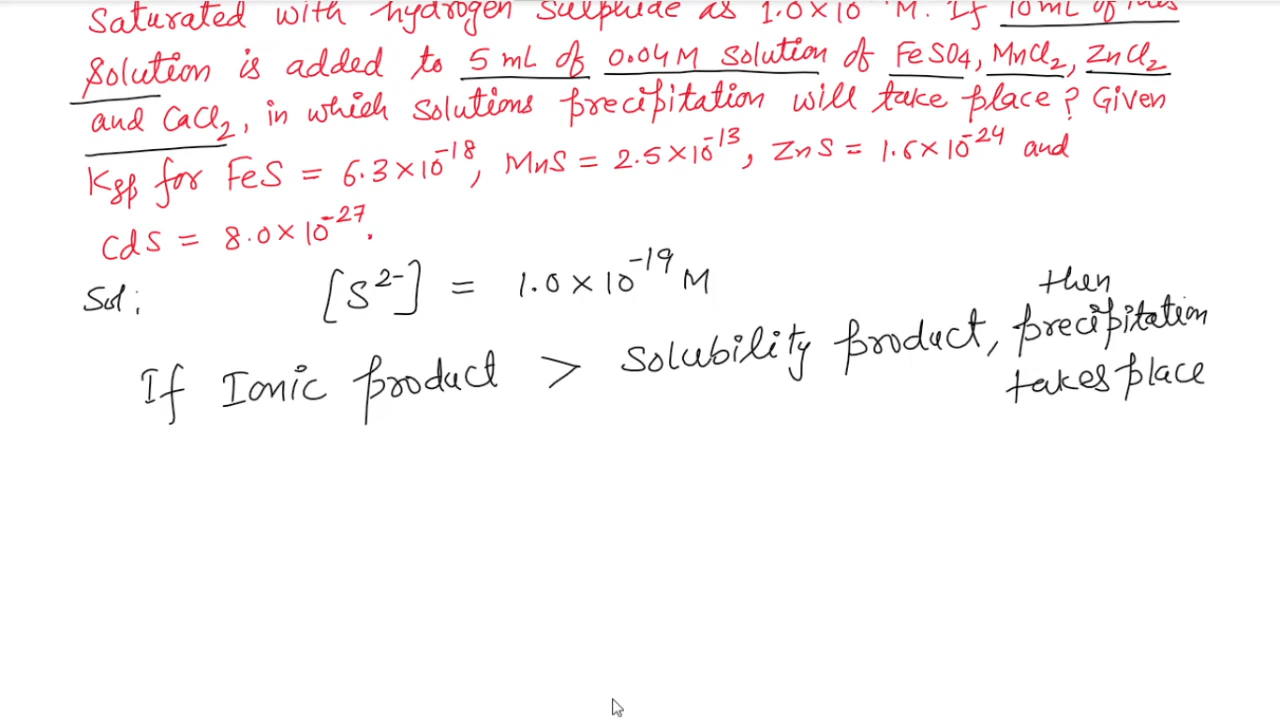 Saturated with hydrogen Sulphide as 1.0×10 M. If 10 mL of this
Solution is added to 5 mL of 0.04 M Solution of FeSO4, MnCl2, ZnCl2
and CaCl2, in which Solutions precipitation will take place? Given
Ksp for FeS = 6.3×10^-18, MnS = 2.5×10^-13, ZnS = 1.6×10^-24 and
CdS = 8.0×10^-27.
Sol: [S^2-] = 1.0×10^-19 M
If Ionic product > Solubility product, then precipitation takes place